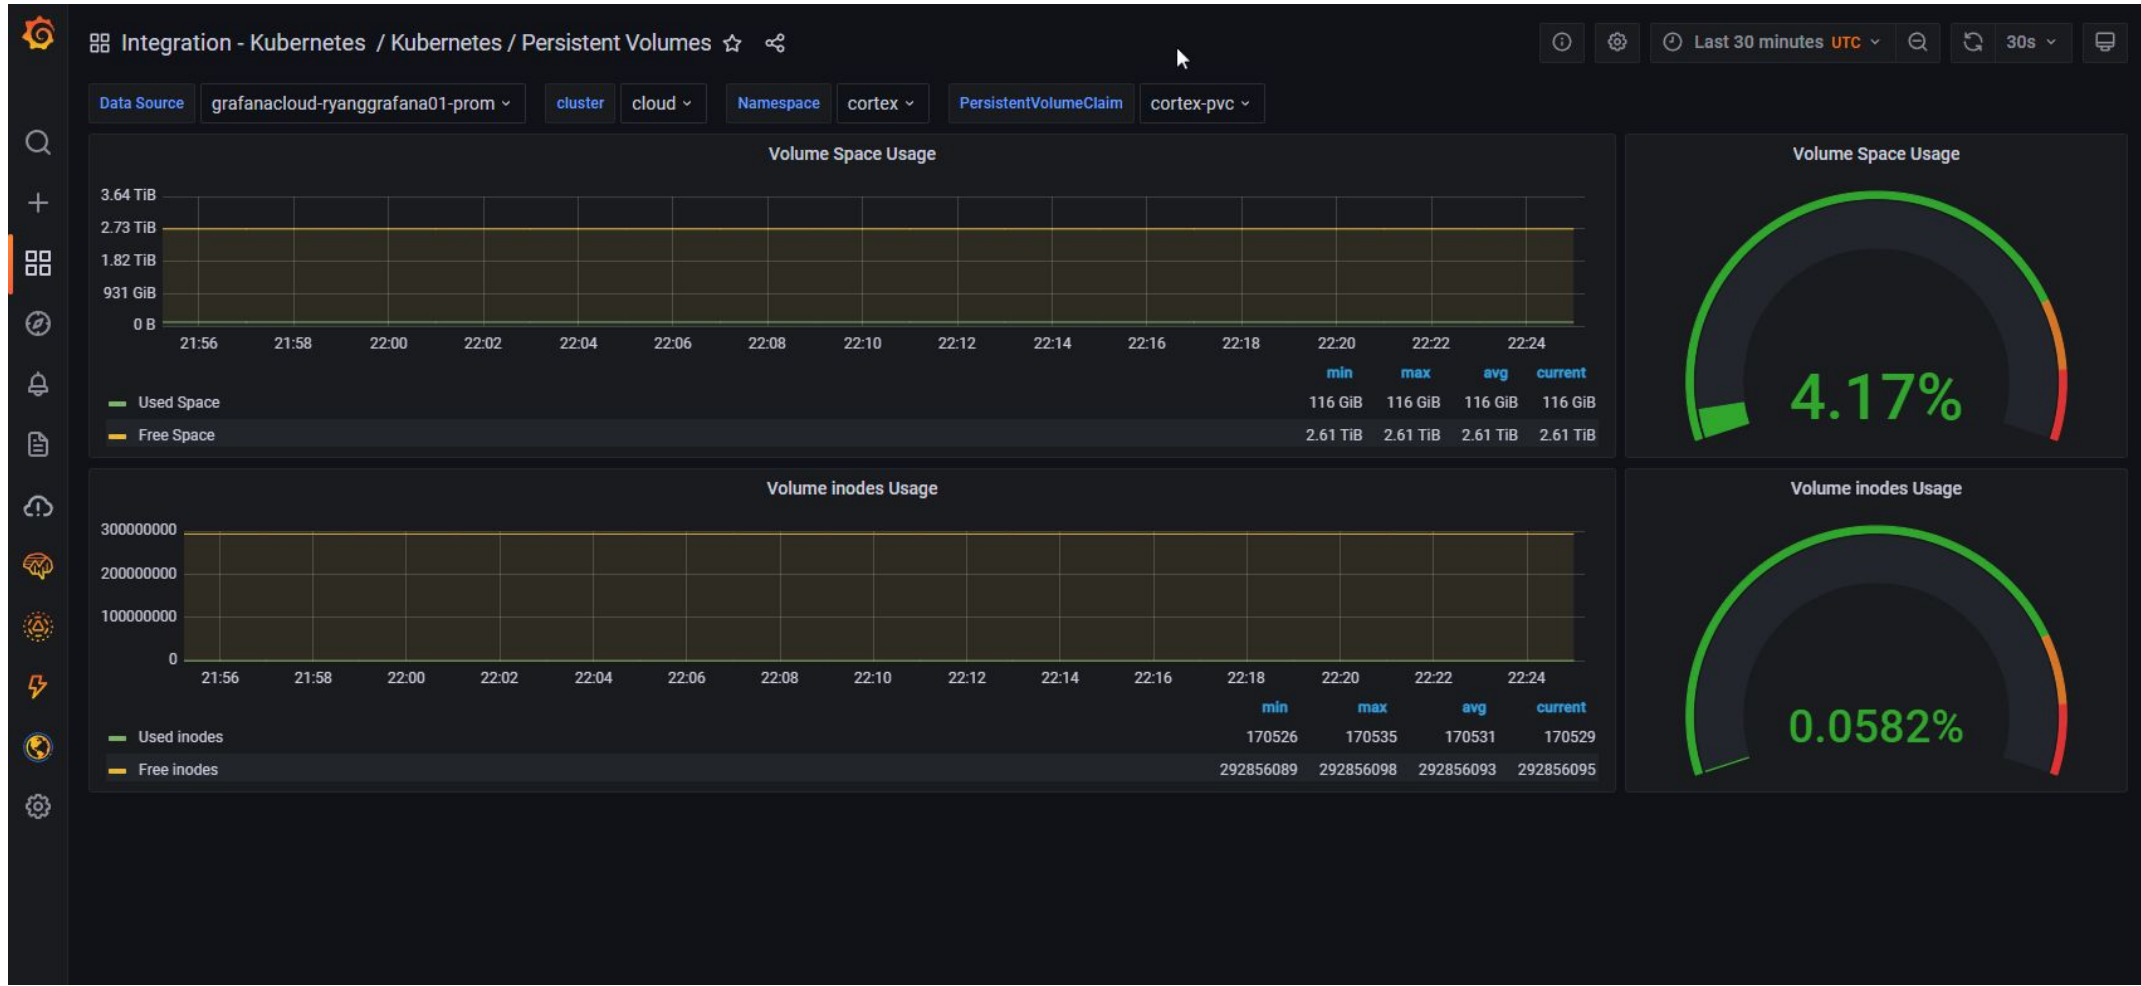 Integration - Kubernetes / Kubernetes / Persistent Volumes
Last 30 minutes UTC
30s
Data Source grafanacloud-ryanggrafana01-prom cluster cloud Namespace cortex PersistentVolumeClaim cortex-pvc
Volume Space Usage
3.64 TiB
2.73 TiB
1.82 TiB
931 GiB
0 B
21:56 21:58 22:00 22:02 22:04 22:06 22:08 22:10 22:12 22:14 22:16 22:18 22:20 22:22 22:24
min max avg current
Used Space 116 GiB 116 GiB 116 GiB 116 GiB
Free Space 2.61 TiB 2.61 TiB 2.61 TiB 2.61 TiB
Volume Space Usage
4.17%
Volume inodes Usage
300000000
200000000
100000000
0
21:56 21:58 22:00 22:02 22:04 22:06 22:08 22:10 22:12 22:14 22:16 22:18 22:20 22:22 22:24
min max avg current
Used inodes 170526 170535 170531 170529
Free inodes 292856089 292856098 292856093 292856095
Volume inodes Usage
0.0582%